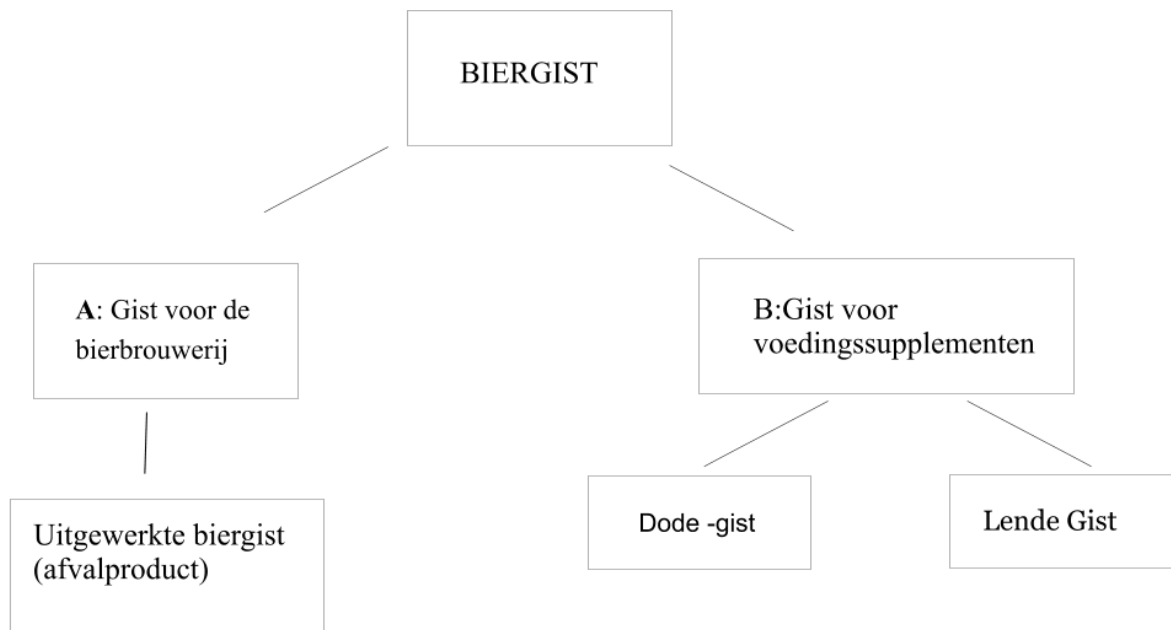 BIERGIST
A: Gist voor de
bierbrouwerij
B:Gist voor
voedingssupplementen
Uitgewerkte biergist
(afvalproduct)
Dode -gist
Lende Gist